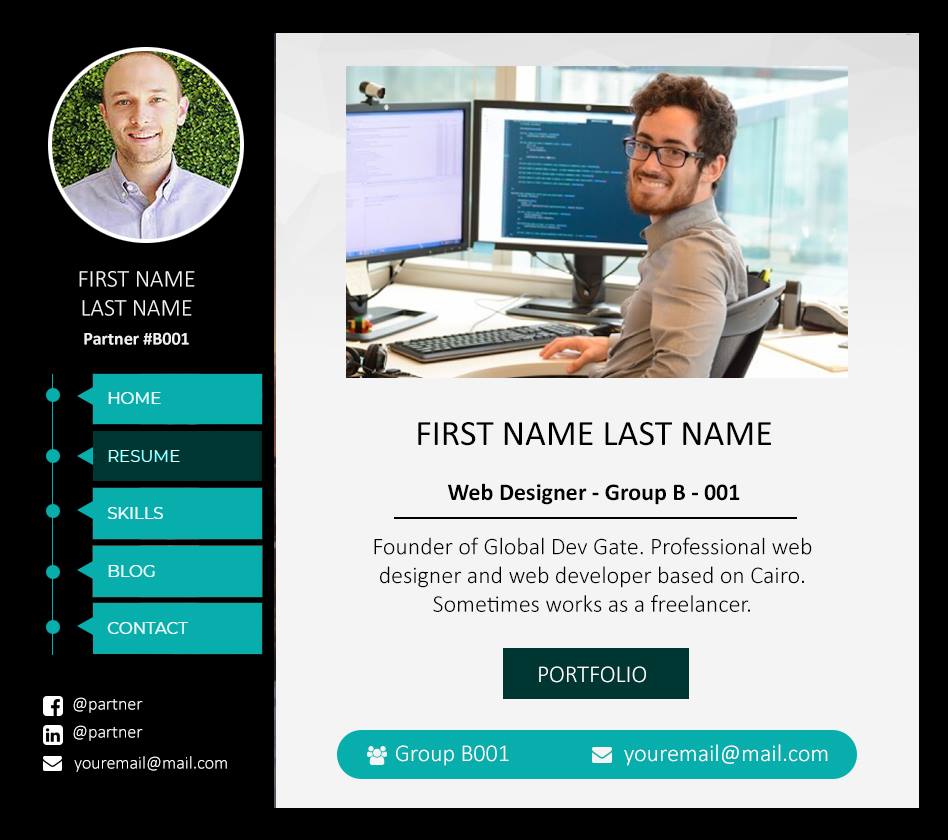 FIRST NAME
LAST NAME
Partner #B001
HOME
RESUME
SKILLS
BLOG
CONTACT
@partner
@partner
youremail@mail.com
FIRST NAME LAST NAME
Web Designer - Group B - 001
Founder of Global Dev Gate. Professional web
designer and web developer based on Cairo.
Sometimes works as a freelancer.
PORTFOLIO
Group B001
youremail@mail.com